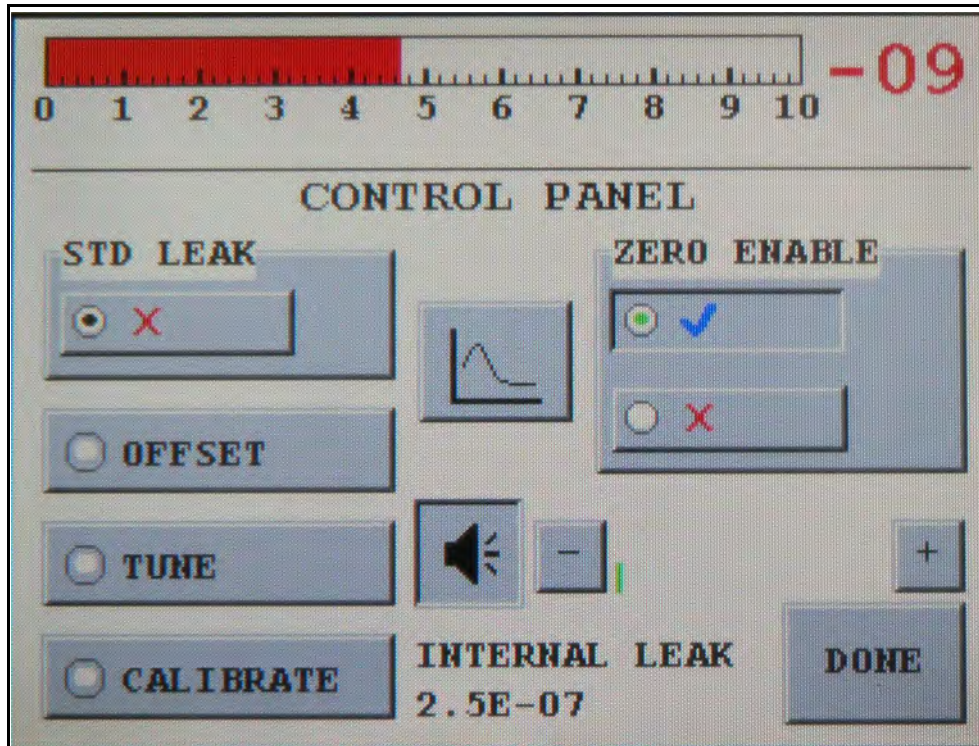 -09
0 1 2 3 4 5 6 7 8 9 10
CONTROL PANEL
STD LEAK
ZERO ENABLE
OFFSET
TUNE
- +
CALIBRATE
INTERNAL LEAK
2.5E-07
DONE